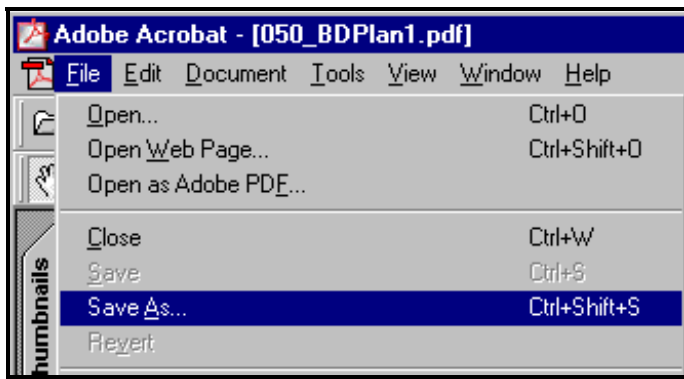 Adobe Acrobat - [050_BDPlan1.pdf]
File Edit Document Tools View Window Help
Open... Ctrl+O
Open Web Page... Ctrl+Shift+O
Open as Adobe PDF...
Close Ctrl+W
Save Ctrl+S
Save As... Ctrl+Shift+S
Revert
humbnails